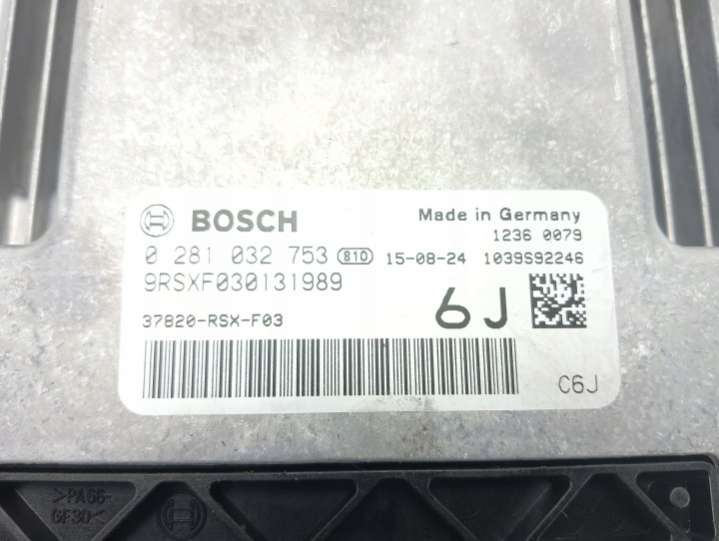 BOSCH
Made in Germany
1236 0079
0 281 032 753 810 15-08-24 1039S92246
9RSXF030131989
37820-RSX-F03
6J
C6J
>PA66-
GF30<